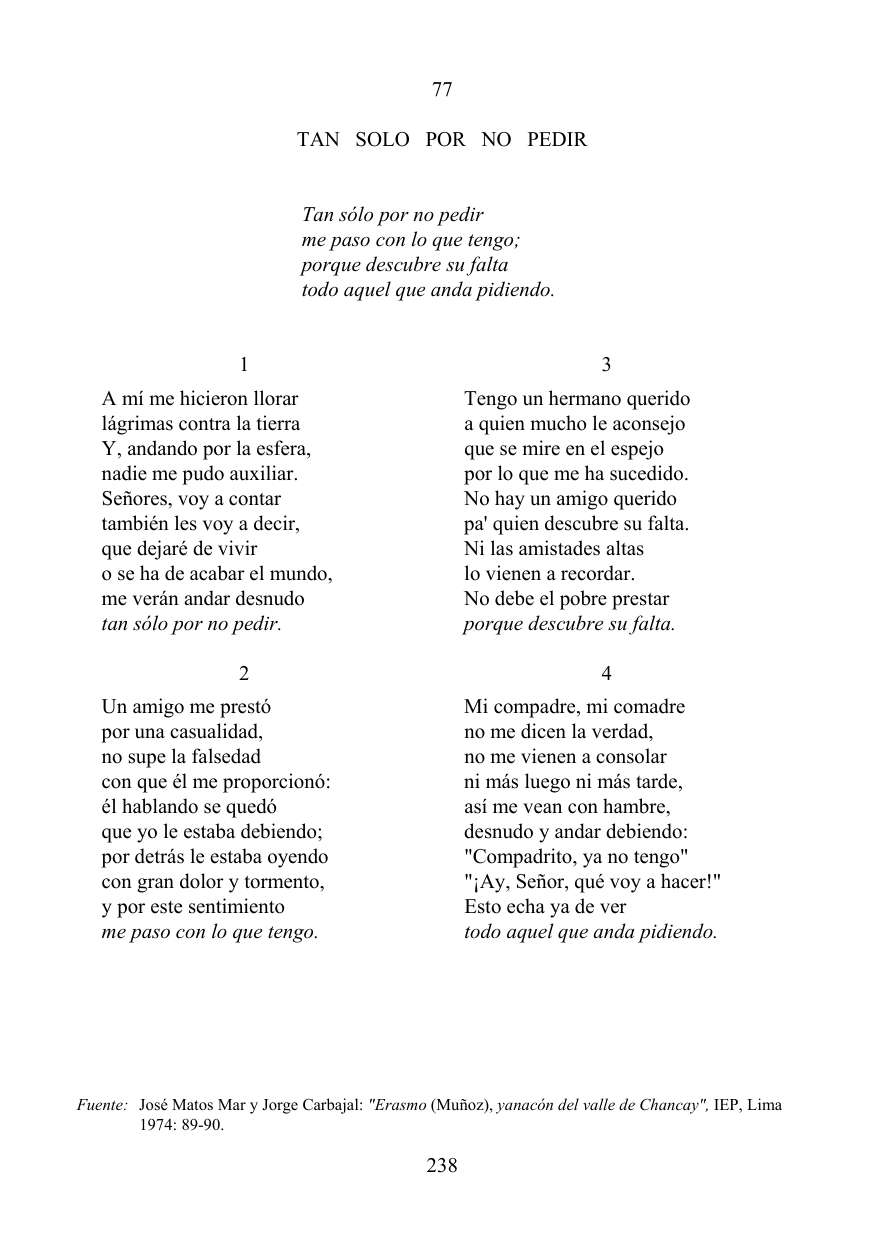 77
TAN SOLO POR NO PEDIR
Tan sólo por no pedir
me paso con lo que tengo;
porque descubre su falta
todo aquel que anda pidiendo.
1
A mí me hicieron llorar
lágrimas contra la tierra
Y, andando por la esfera,
nadie me pudo auxiliar.
Señores, voy a contar
también les voy a decir,
que dejaré de vivir
o se ha de acabar el mundo,
me verán andar desnudo
tan sólo por no pedir.
2
Un amigo me prestó
por una casualidad,
no supe la falsedad
con que él me proporcionó:
él hablando se quedó
que yo le estaba debiendo;
por detrás le estaba oyendo
con gran dolor y tormento,
y por este sentimiento
me paso con lo que tengo.
3
Tengo un hermano querido
a quien mucho le aconsejo
que se mire en el espejo
por lo que me ha sucedido.
No hay un amigo querido
pa' quien descubre su falta.
Ni las amistades altas
lo vienen a recordar.
No debe el pobre prestar
porque descubre su falta.
4
Mi compadre, mi comadre
no me dicen la verdad,
no me vienen a consolar
ni más luego ni más tarde,
así me vean con hambre,
desnudo y andar debiendo:
"Compadrito, ya no tengo"
"¡Ay, Señor, qué voy a hacer!"
Esto echa ya de ver
todo aquel que anda pidiendo.
Fuente: José Matos Mar y Jorge Carbajal: "Erasmo (Muñoz), yanacón del valle de Chancay", IEP, Lima
1974: 89-90.
238